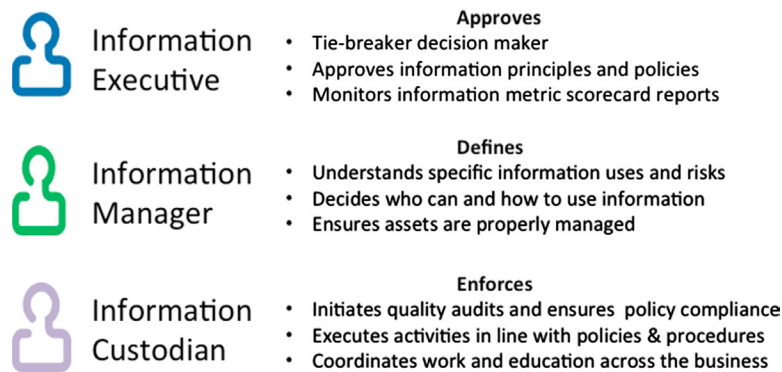 Information
Executive
Approves
• Tie-breaker decision maker
• Approves information principles and policies
• Monitors information metric scorecard reports
Information
Manager
Defines
• Understands specific information uses and risks
• Decides who can and how to use information
• Ensures assets are properly managed
Information
Custodian
Enforces
• Initiates quality audits and ensures policy compliance
• Executes activities in line with policies & procedures
• Coordinates work and education across the business